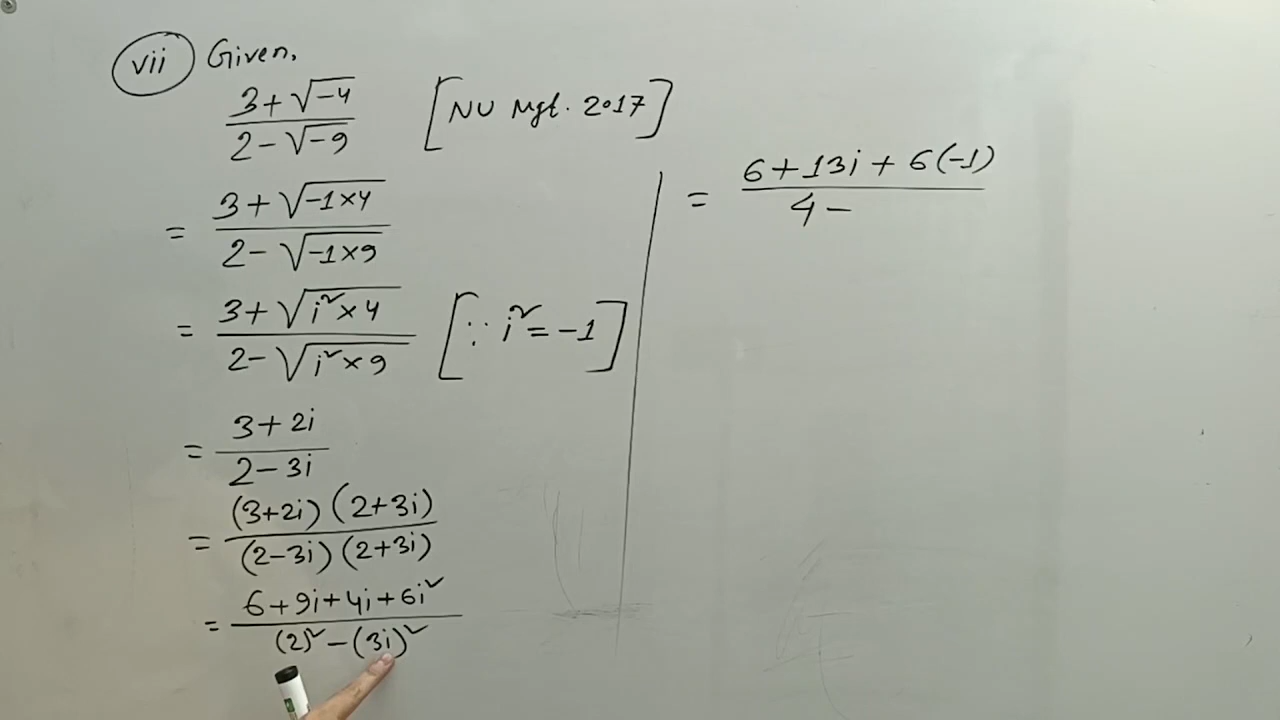 (vii) Given,
(3+√-4)/(2-√-9) [NU Mgt. 2017]
= (3+√-1×4)/(2-√-1×9)
= (3+√i²×4)/(2-√i²×9) [∵ i²=-1]
= (3+2i)/(2-3i)
= (3+2i)(2+3i)/(2-3i)(2+3i)
= (6+9i+4i+6i²)/((2)²-(3i)²)
= (6+13i+6(-1))/(4-